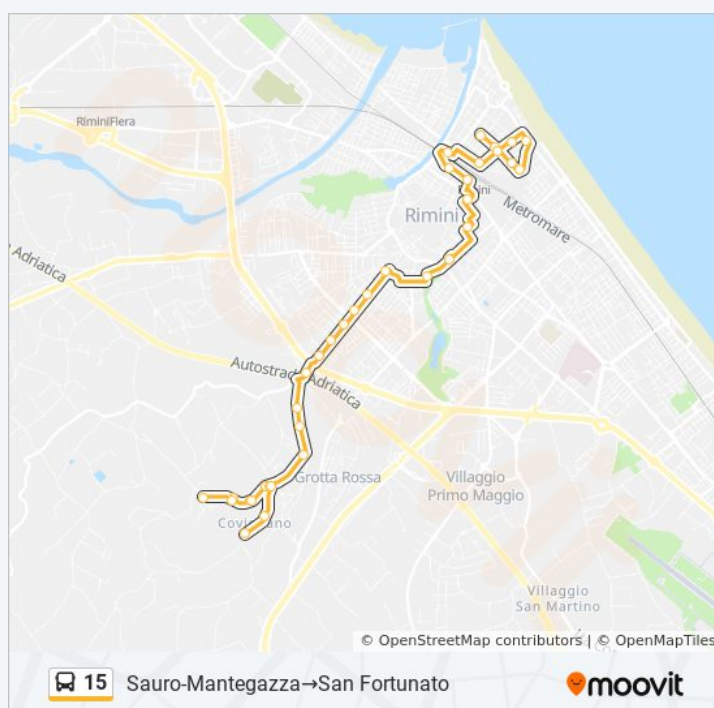 RiminiFiera
Rimini
Rimini
Metromare
Adriatica
Autostrada Adriatica
Grotta Rossa
Villaggio
Primo Maggio
Villaggio
San Martino
© OpenStreetMap contributors | © OpenMapTiles
15 Sauro-Mantegazza→San Fortunato
moovit